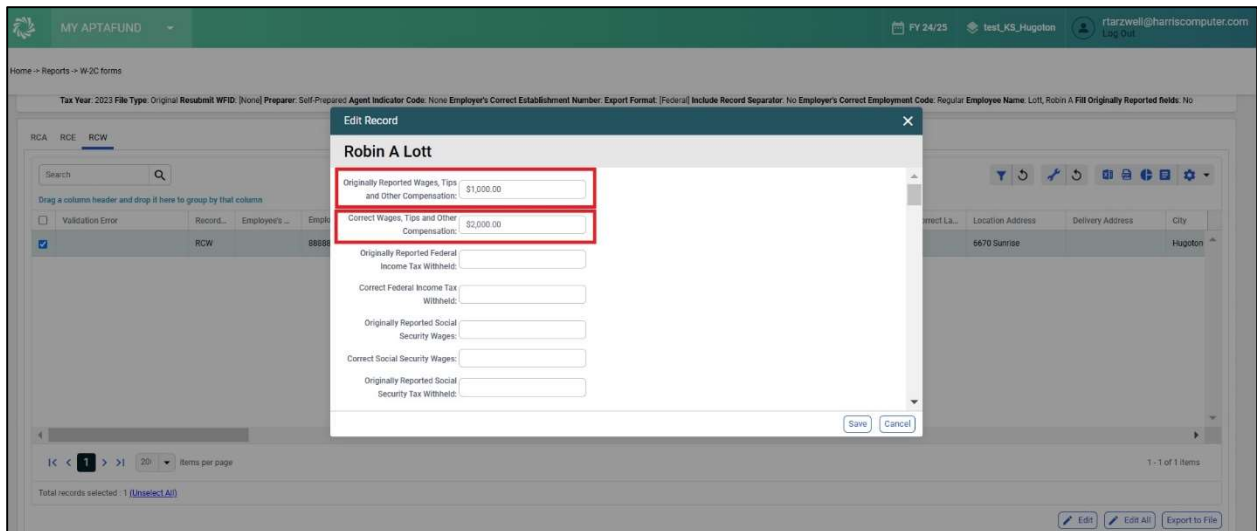 MY APTAFUND
FY 24/25
test_KS_Hugoton
rtarzwell@harriscomputer.com
Log Out
Home -> Reports -> W-2C forms
Tax Year: 2023 File Type: Original Resubmit WFID: [None] Preparer: Self-Prepared Agent Indicator Code: None Employer's Correct Establishment Number: Export Format: [Federal] Include Record Separator: No Employer's Correct Employment Code: Regular Employee Name: Lott, Robin A Fill Originally Reported fields: No
RCA RCE RCW
Edit Record
Robin A Lott
Search
Drag a column header and drop it here to group by that column
Validation Error Record... Employee's ... Emplo
rrect La... Location Address Delivery Address City
RCW 88888
6670 Sunrise Hugoton
Originally Reported Wages, Tips
and Other Compensation:
$1,000.00
Correct Wages, Tips and Other
Compensation:
$2,000.00
Originally Reported Federal
Income Tax Withheld:
Correct Federal Income Tax
Withheld:
Originally Reported Social
Security Wages:
Correct Social Security Wages:
Originally Reported Social
Security Tax Withheld:
Save Cancel
1 20 items per page
1 - 1 of 1 items
Total records selected : 1 (Unselect All)
Edit Edit All Export to File